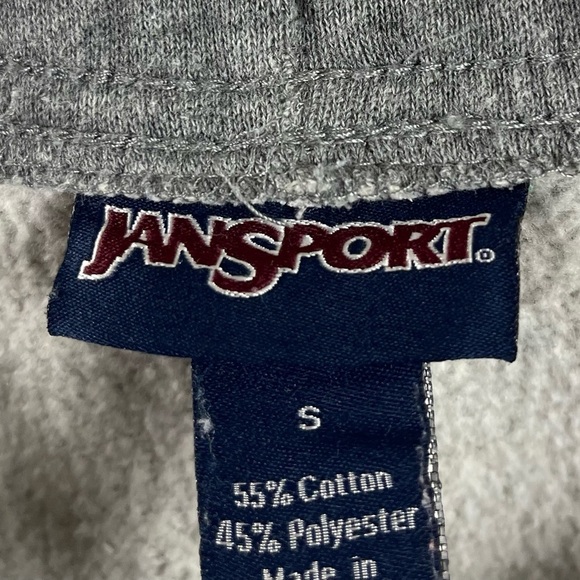 JANSPORT®
S
55% Cotton
45% Polyester
Made in